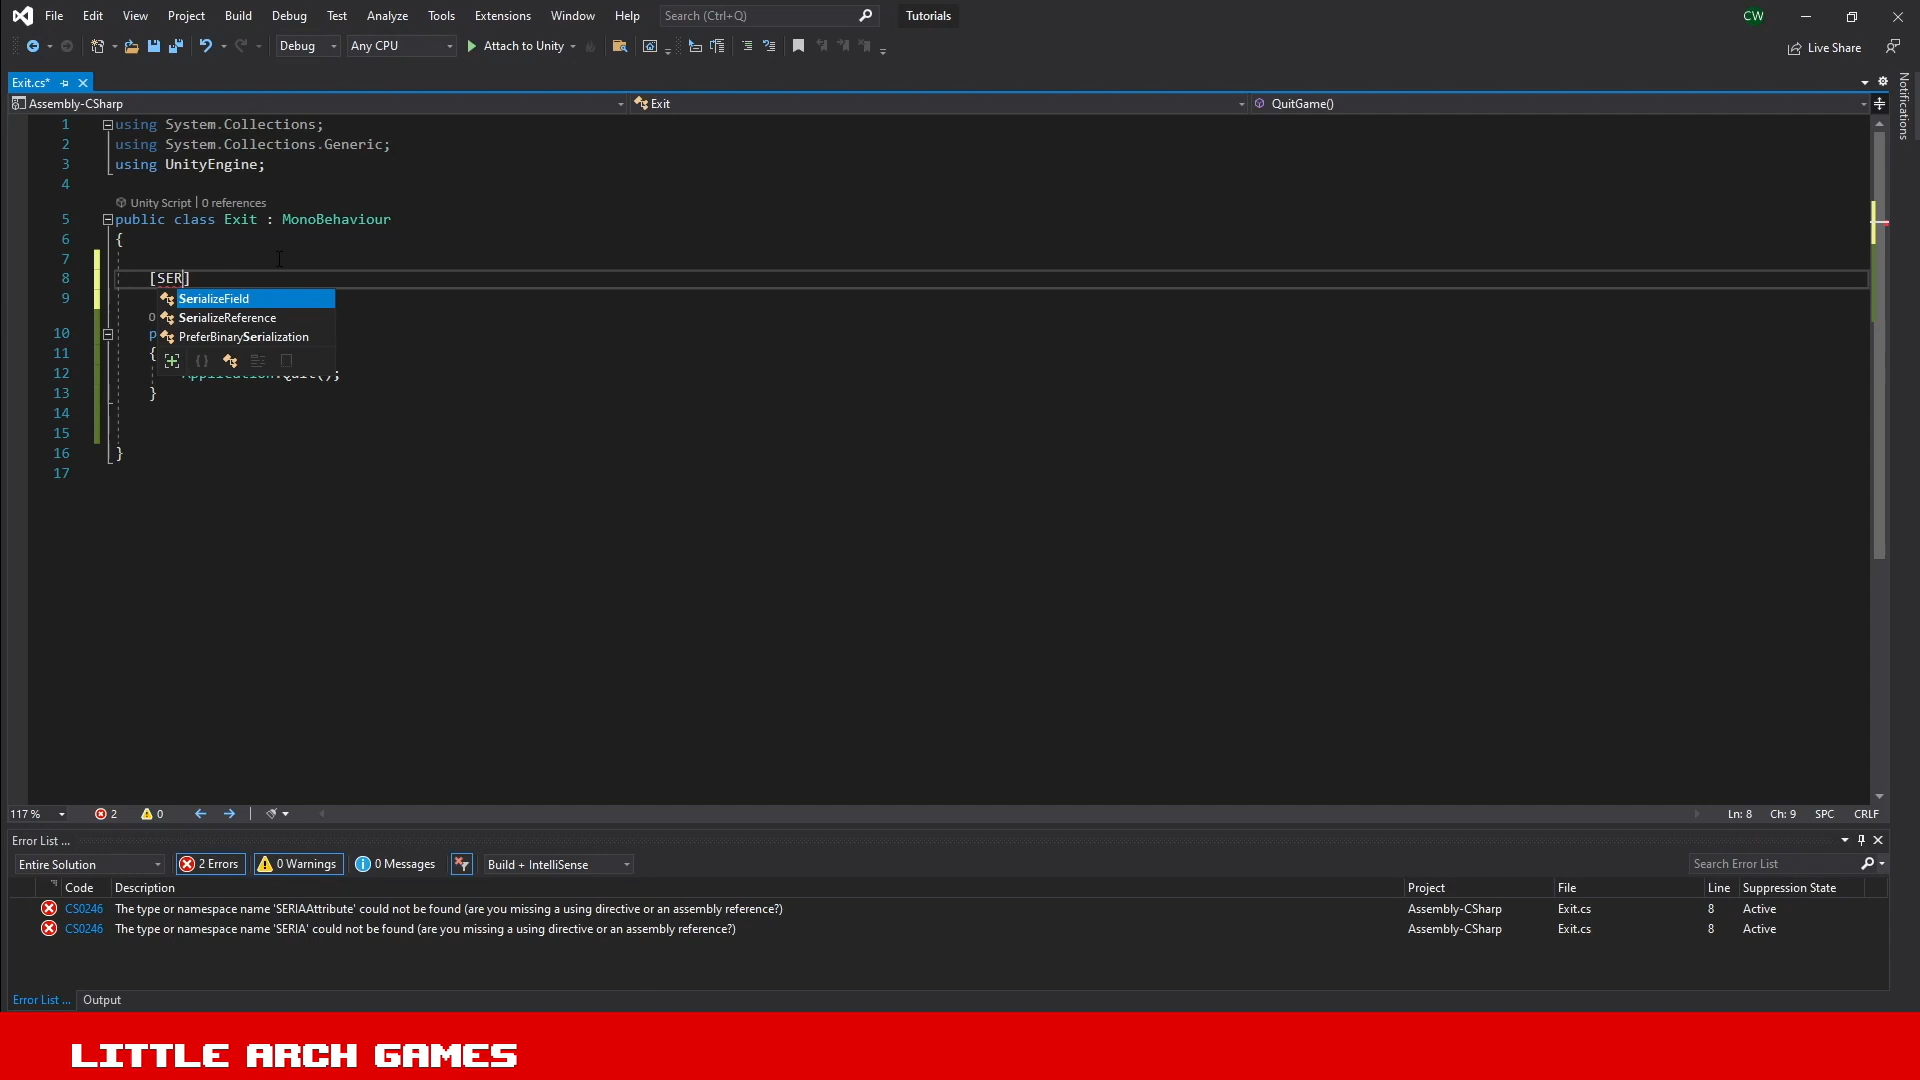 File Edit View Project Build Debug Test Analyze Tools Extensions Window Help Search (Ctrl+Q) Tutorials CW
Debug Any CPU Attach to Unity Live Share
Exit.cs*
Notifications
Assembly-CSharp Exit QuitGame()
1 using System.Collections;
2 using System.Collections.Generic;
3 using UnityEngine;
4
Unity Script | 0 references
5 public class Exit : MonoBehaviour
6 {
7
8 [SER]
9 SerializeField
SerializeReference
10 p PreferBinarySerialization
11 {
12 Application.Quit();
13 }
14
15
16 }
17
117 % 2 0 Ln: 8 Ch: 9 SPC CRLF
Error List ...
Entire Solution 2 Errors 0 Warnings 0 Messages Build + IntelliSense Search Error List
Code Description Project File Line Suppression State
CS0246 The type or namespace name 'SERIAAttribute' could not be found (are you missing a using directive or an assembly reference?) Assembly-CSharp Exit.cs 8 Active
CS0246 The type or namespace name 'SERIA' could not be found (are you missing a using directive or an assembly reference?) Assembly-CSharp Exit.cs 8 Active
Error List ... Output
LITTLE ARCH GAMES